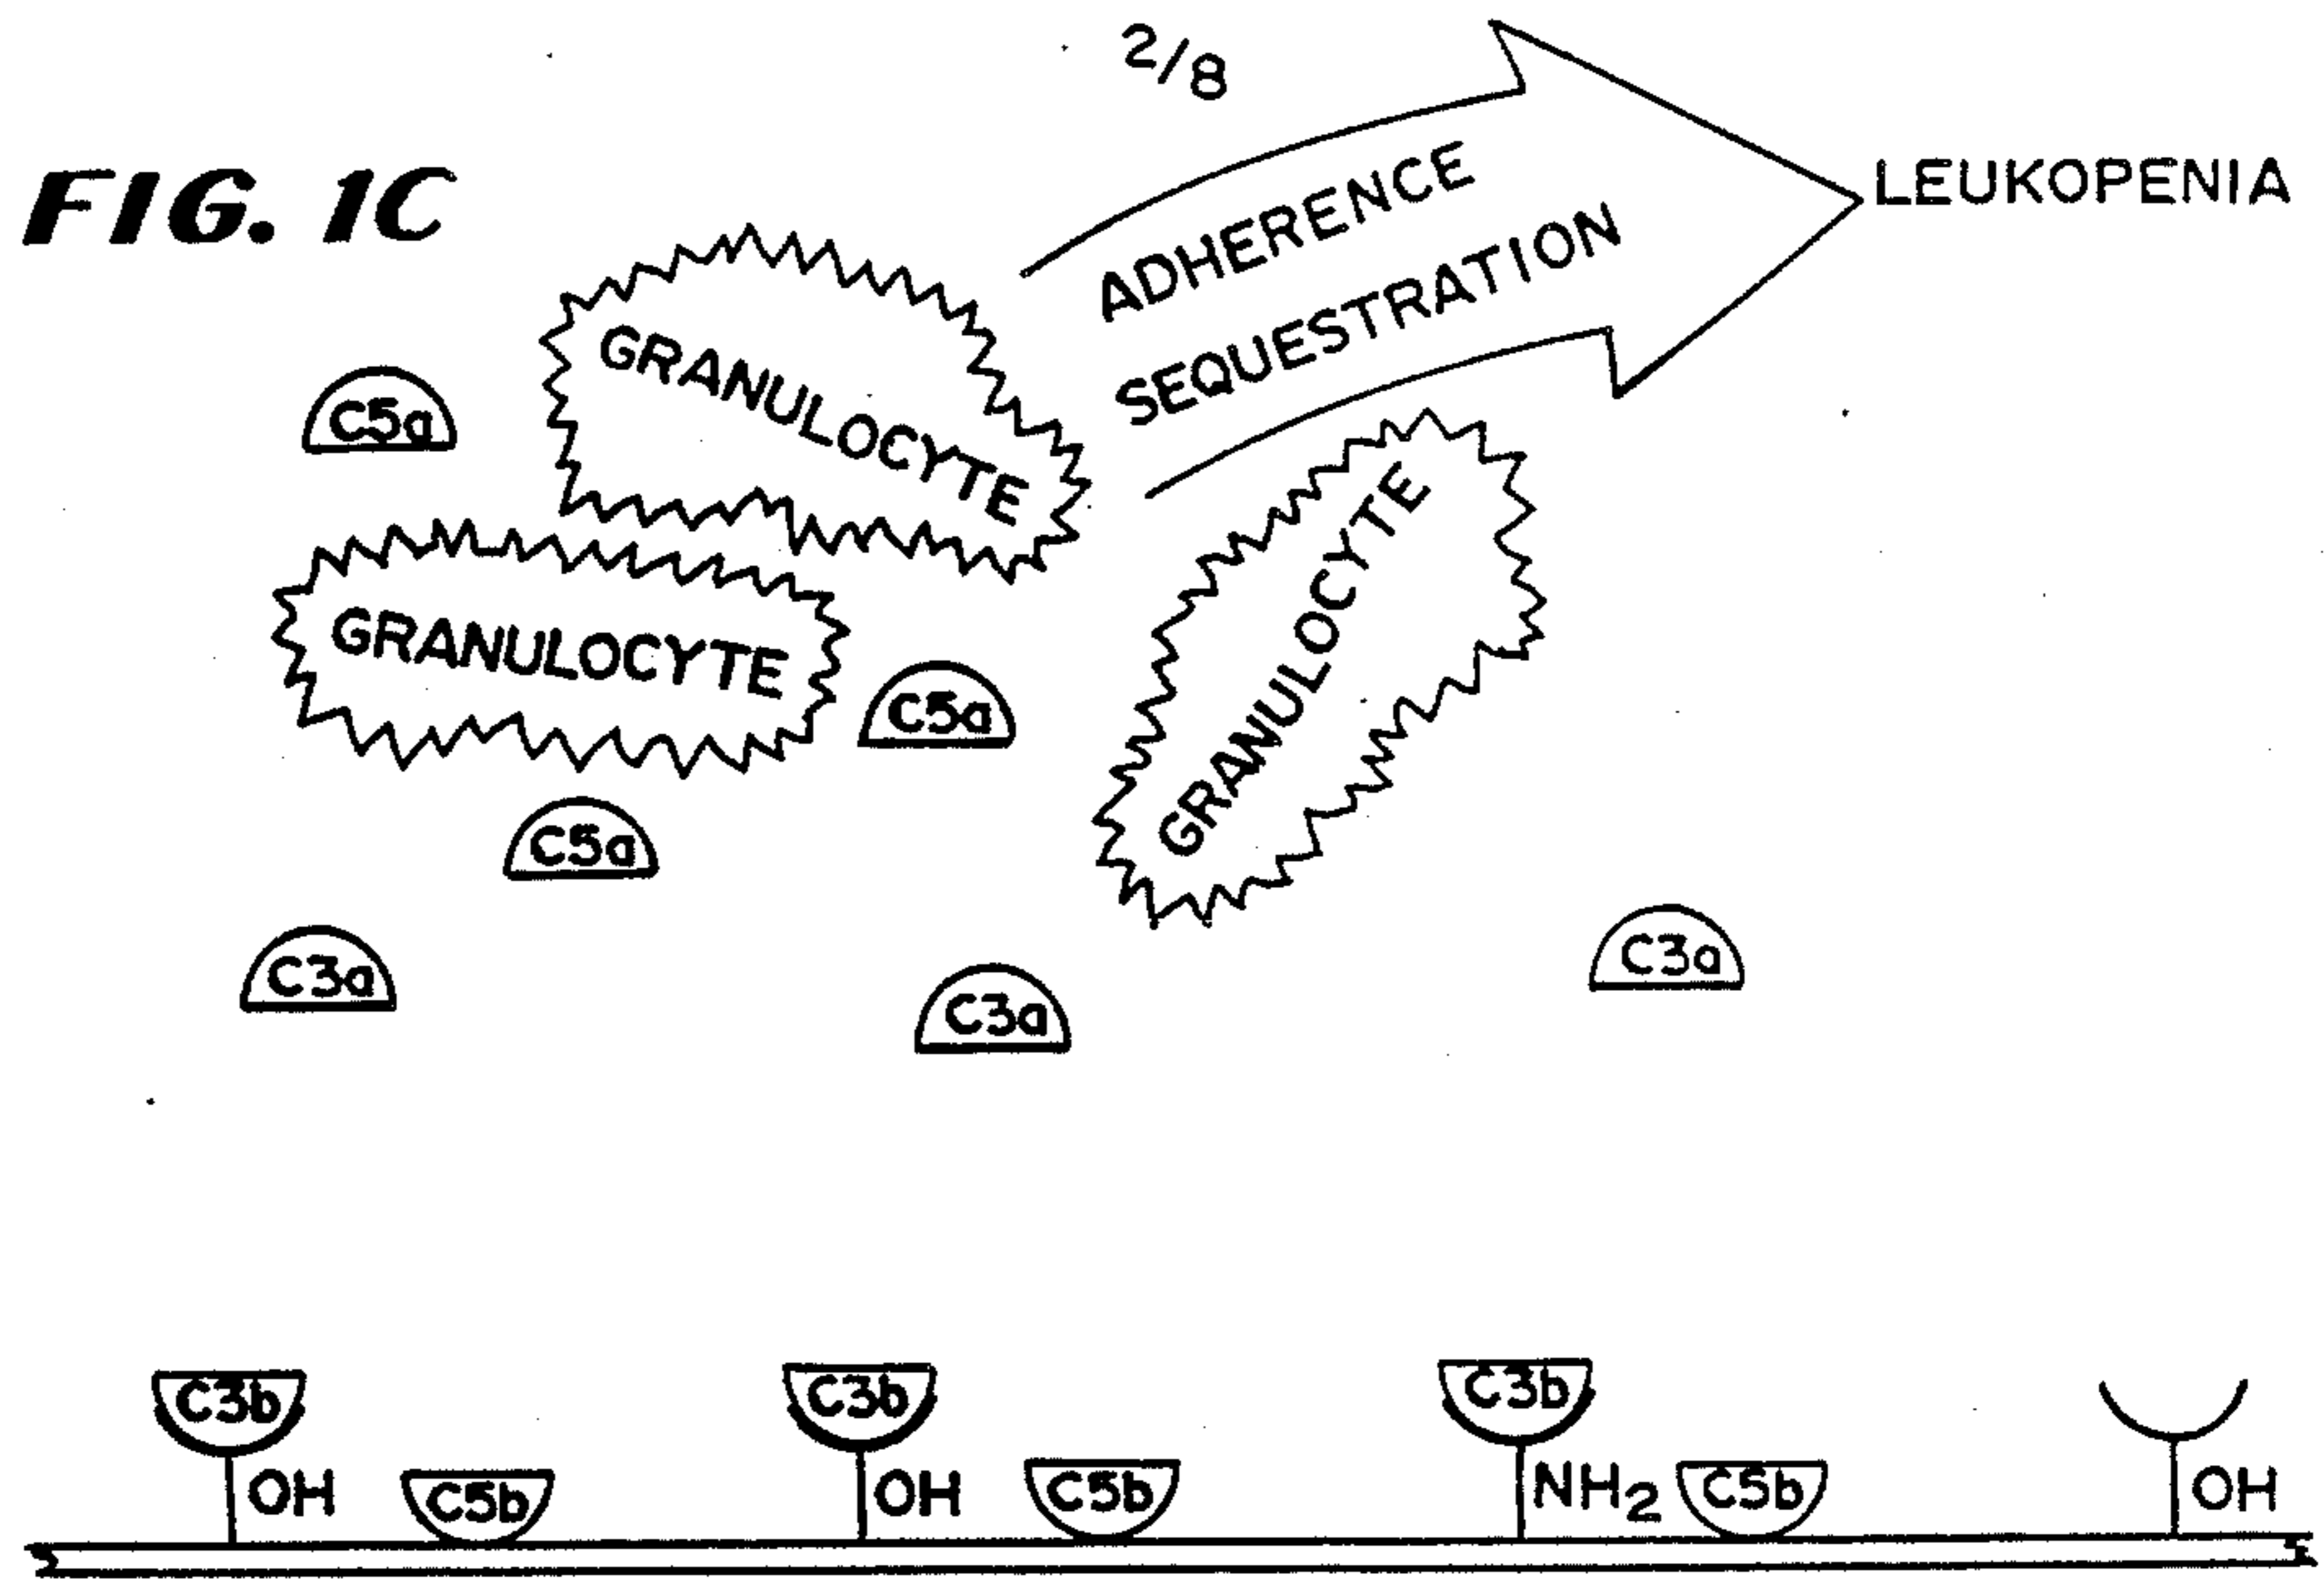 2/8
FIG. 1C
LEUKOPENIA
ADHERENCE
SEQUESTRATION
GRANULOCYTE
C5a
GRANULOCYTE
GRANULOCYTE
C5a
C5a
C3a
C3a
C3a
C3b
C3b
C3b
OH
C5b
OH
C5b
NH2
C5b
OH